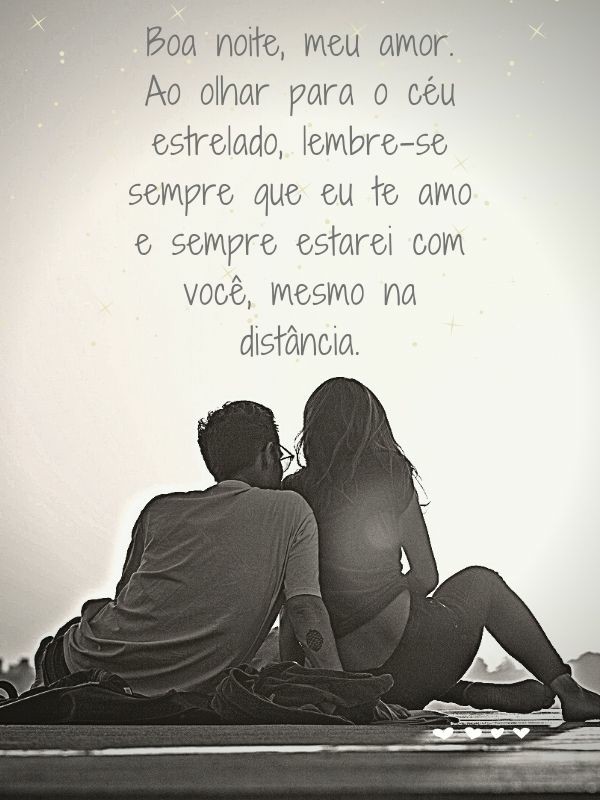 Boa noite, meu amor.
Ao olhar para o céu
estrelado, lembre-se
sempre que eu te amo
e sempre estarei com
você, mesmo na
distância.